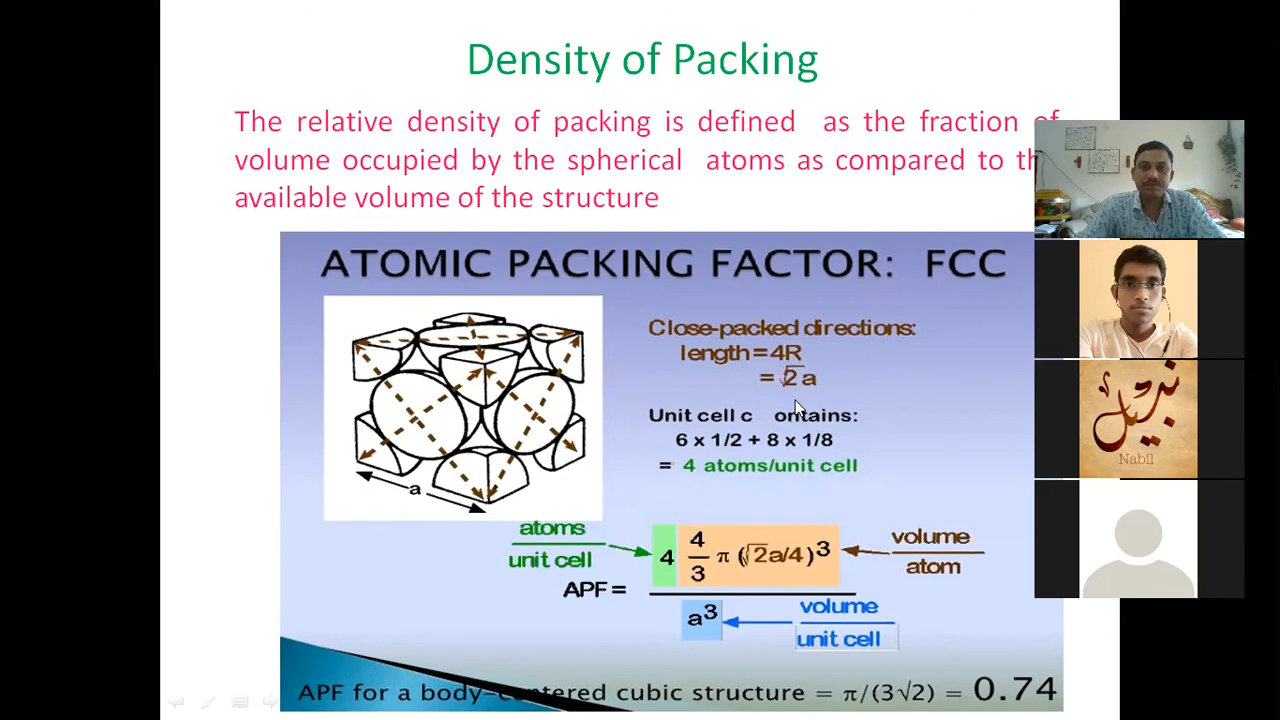 Density of Packing
The relative density of packing is defined as the fraction of
volume occupied by the spherical atoms as compared to th
available volume of the structure
ATOMIC PACKING FACTOR: FCC
Close-packed directions:
length = 4R
= √2 a
Unit cell c ontains:
6 x 1/2 + 8 x 1/8
= 4 atoms/unit cell
a
atoms
unit cell
4 4/3 π (√2a/4)³
volume
atom
APF =
a³
volume
unit cell
APF for a body-centered cubic structure = π/(3√2) = 0.74
نبيل
Nabil